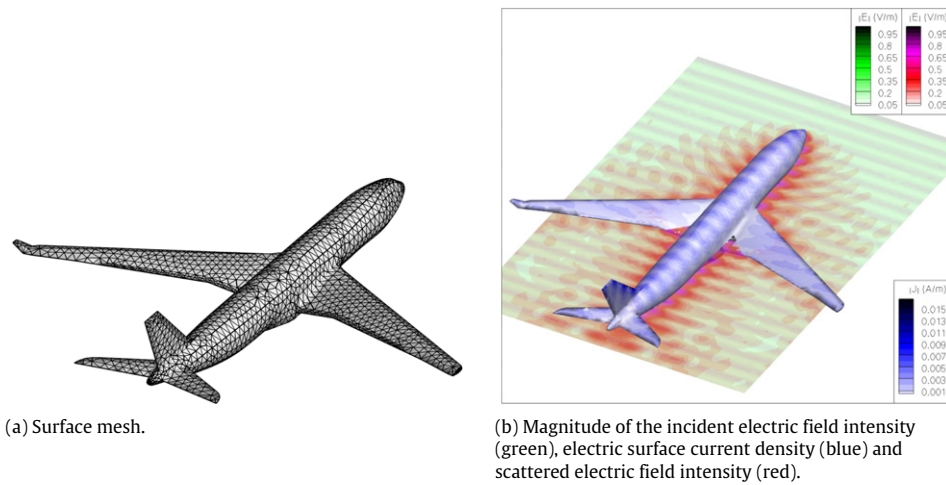 |E| (V/m) |E| (V/m)
0.95 0.95
0.8 0.8
0.65 0.65
0.5 0.5
0.35 0.35
0.2 0.2
0.05 0.05
|J| (A/m)
0.015
0.013
0.011
0.009
0.007
0.005
0.003
0.001
(a) Surface mesh.
(b) Magnitude of the incident electric field intensity
(green), electric surface current density (blue) and
scattered electric field intensity (red).